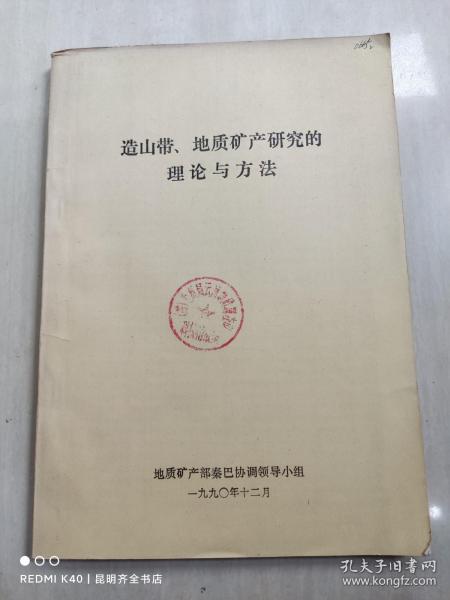 造山带、地质矿产研究的
理论与方法
地质矿产部秦巴协调领导小组
一九九〇年十二月
REDMI K40 | 昆明齐全书店
孔夫子旧书网
www.kongfz.com